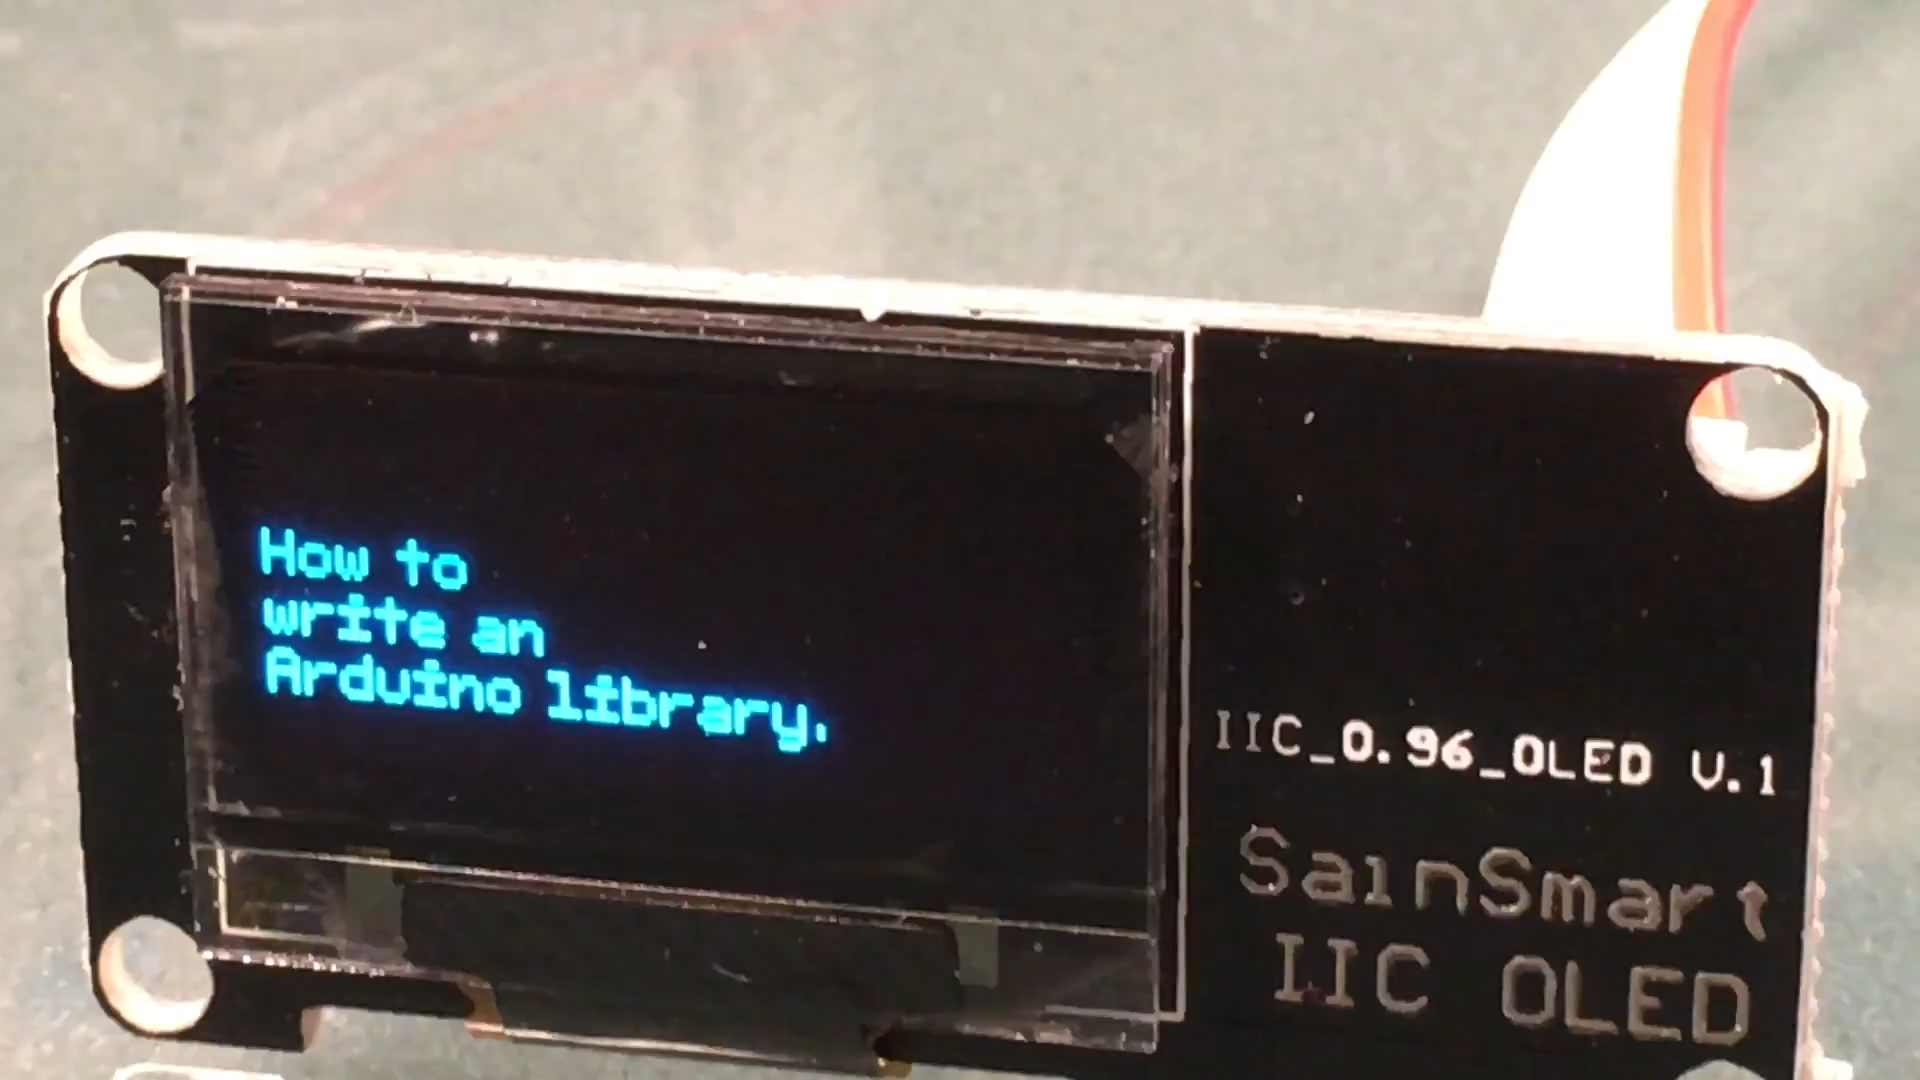 How to
write an
Arduino library.
IIC_0.96_OLED V.1
SainSmart
IIC OLED